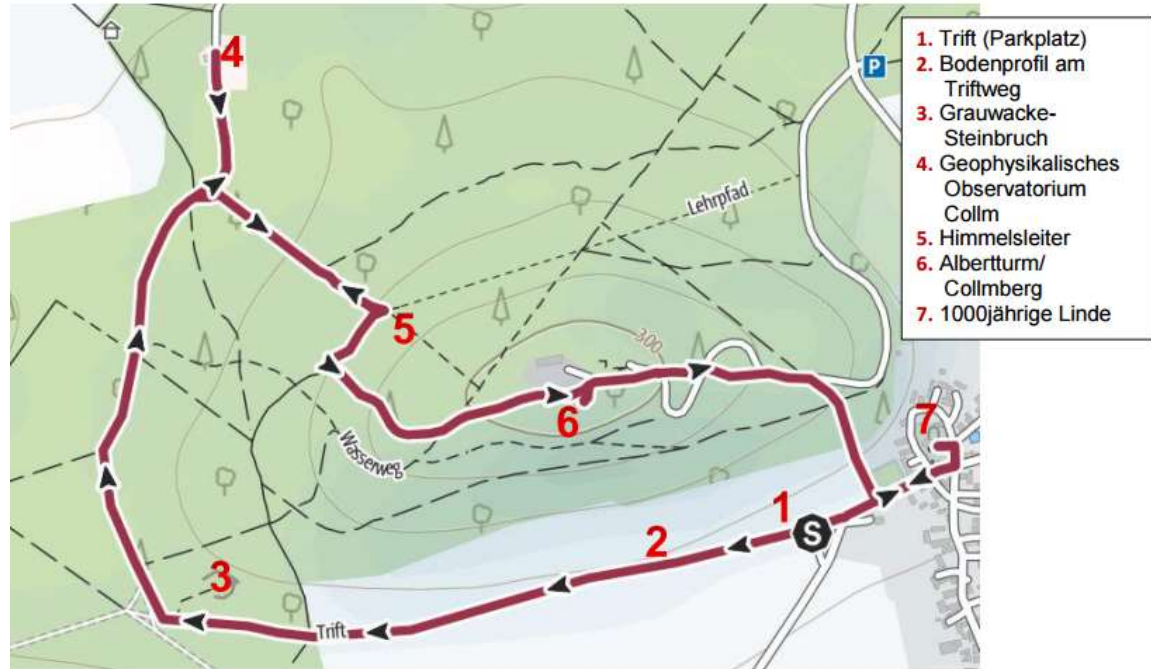 4
P
Lehrpfad
5
300
6
7
Wasserweg
1
S
2
3
Trift
1. Trift (Parkplatz)
2. Bodenprofil am
Triftweg
3. Grauwacke-
Steinbruch
4. Geophysikalisches
Observatorium
Collm
5. Himmelsleiter
6. Albertturm/
Collmberg
7. 1000jährige Linde